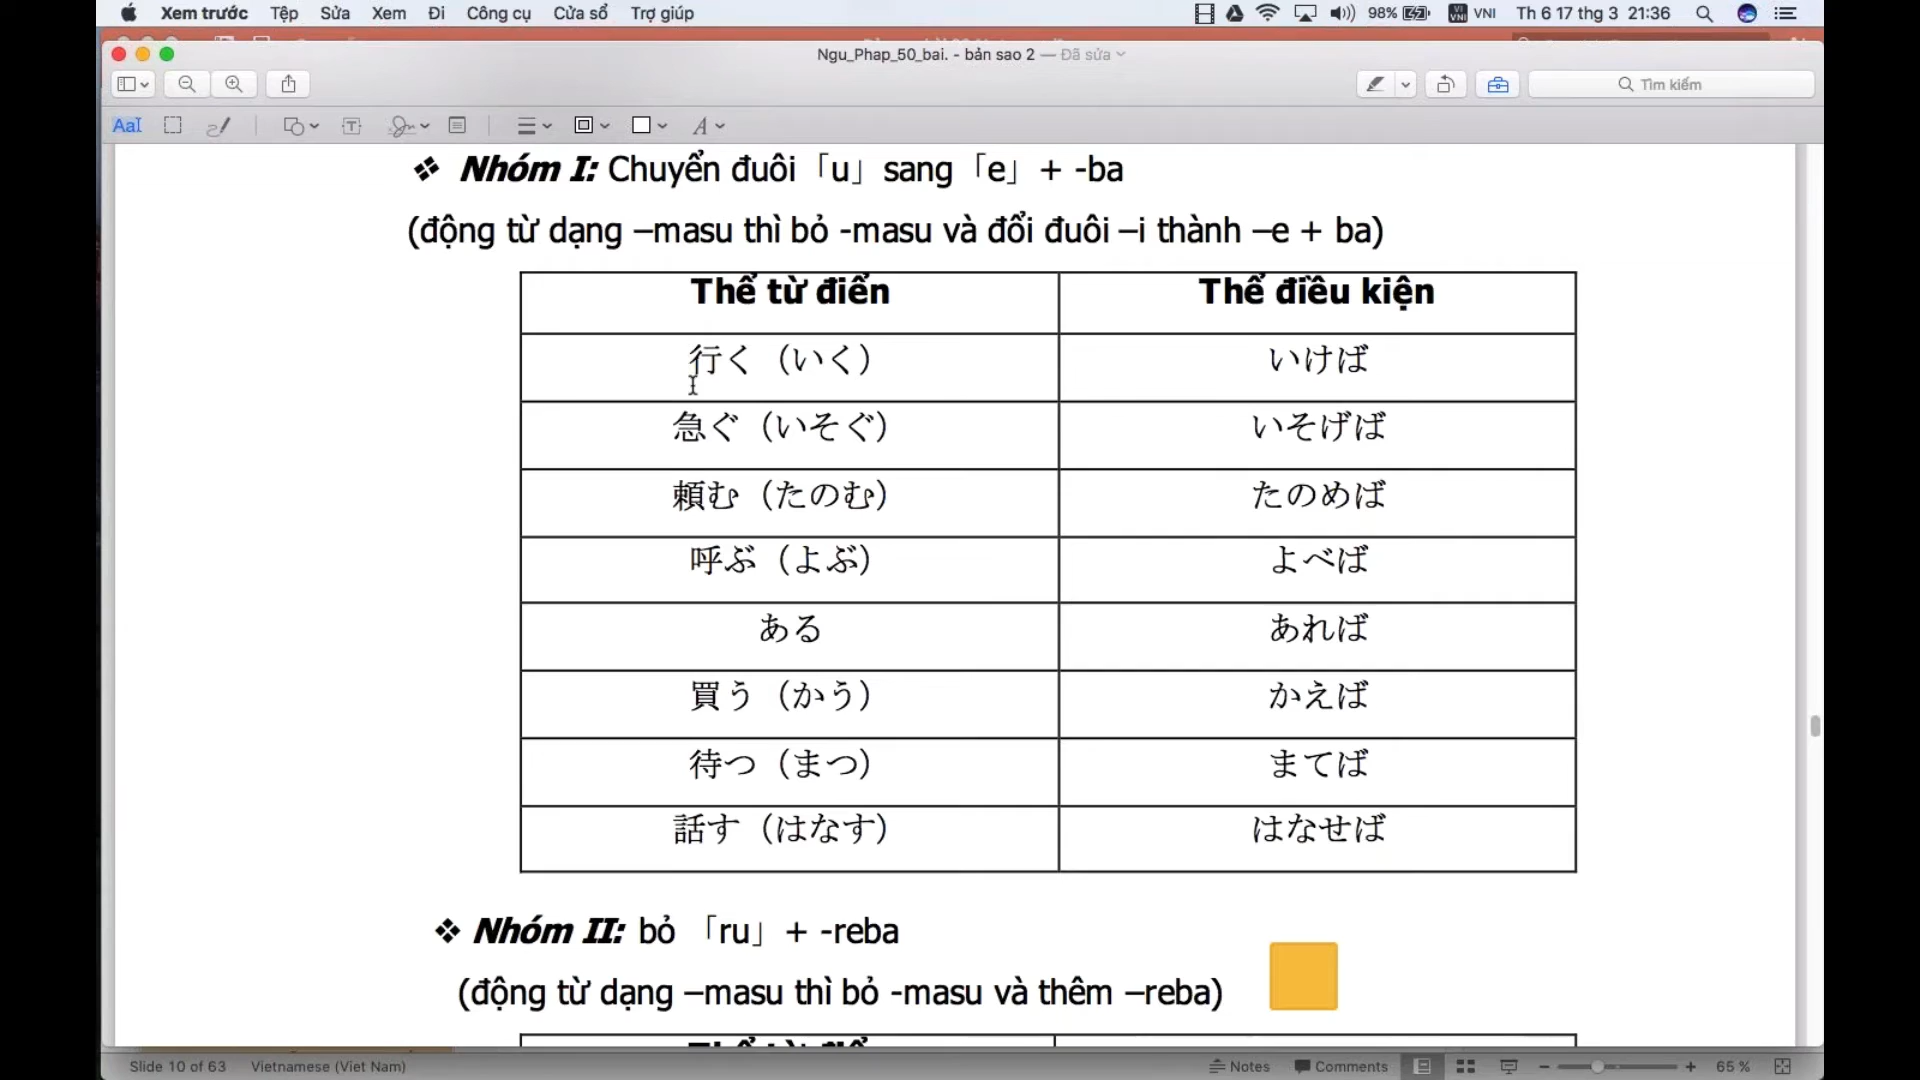 Xem trước Tệp Sửa Xem Đi Công cụ Cửa sổ Trợ giúp 98% VNI Th 6 17 thg 3 21:36
Ngu_Phap_50_bai. - bản sao 2 — Đã sửa
Tìm kiếm
AaI T A
❖ Nhóm I: Chuyển đuôi「u」sang「e」+ -ba
(động từ dạng –masu thì bỏ -masu và đổi đuôi –i thành –e + ba)
Thể từ điển Thể điều kiện
行く（いく） いけば
急ぐ（いそぐ） いそげば
頼む（たのむ） たのめば
呼ぶ（よぶ） よべば
ある あれば
買う（かう） かえば
待つ（まつ） まてば
話す（はなす） はなせば
❖ Nhóm II: bỏ 「ru」+ -reba
(động từ dạng –masu thì bỏ -masu và thêm –reba)
Slide 10 of 63 Vietnamese (Viet Nam) Notes Comments 65 %